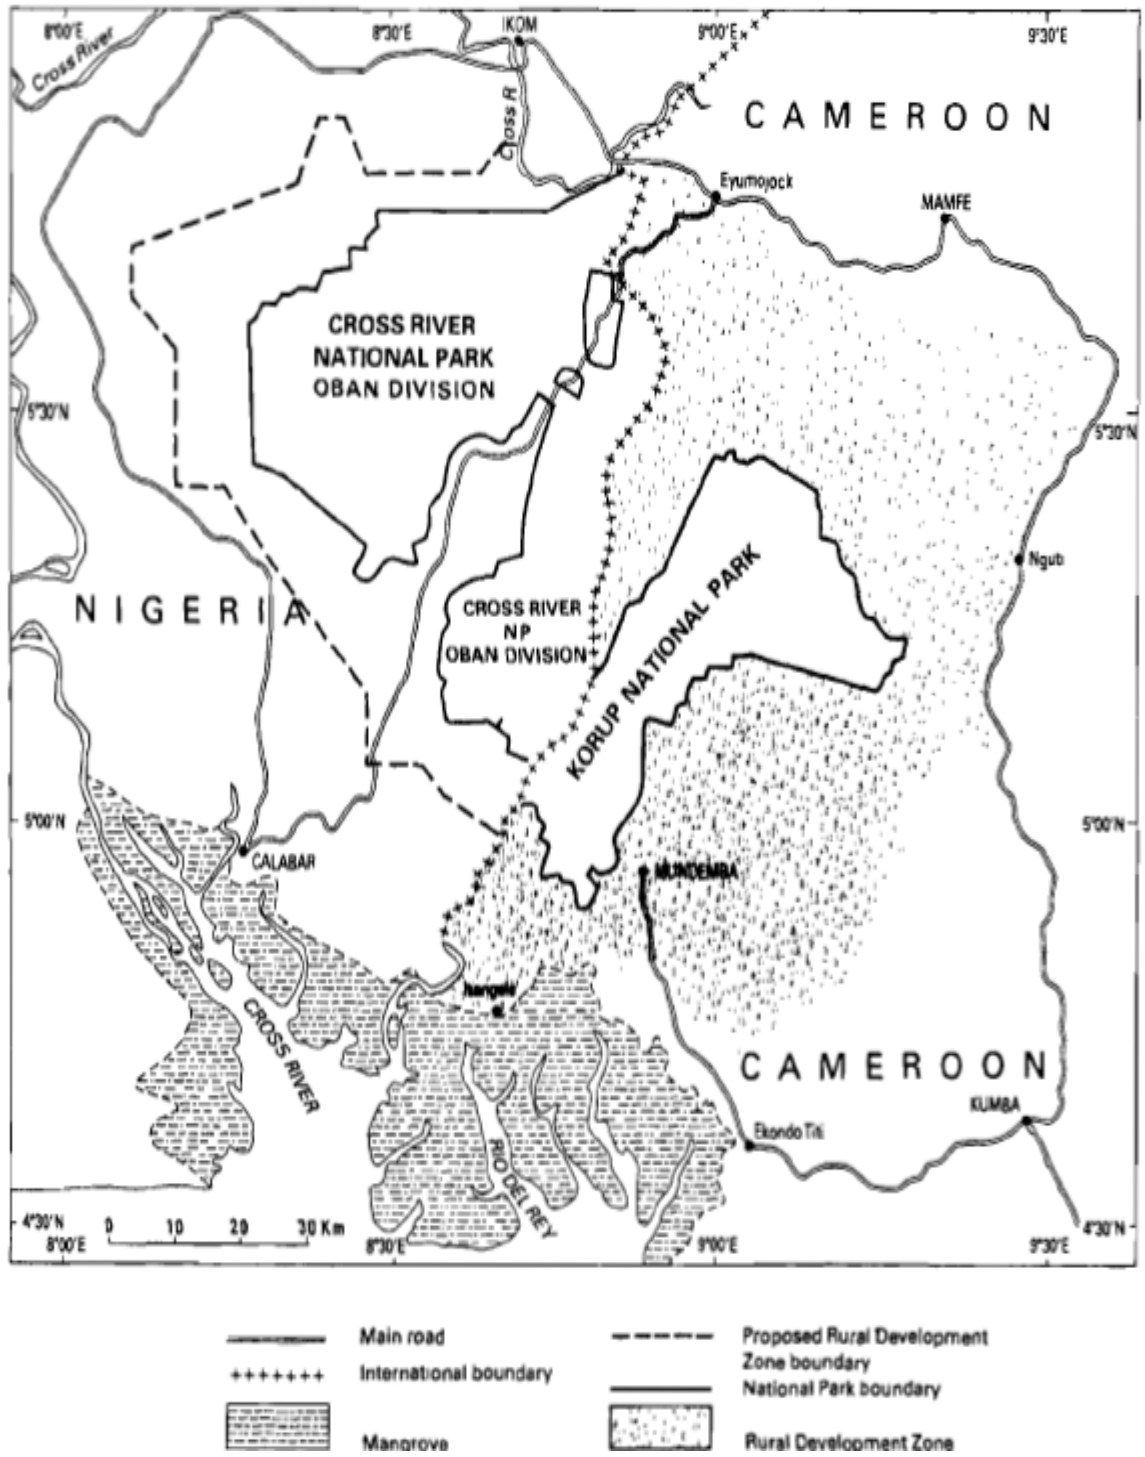 8°00'E
8°30'E
IKOM
9°00'E
9°30'E
Cross River
Cross R
CAMEROON
Eyumojock
MAMFE
CROSS RIVER
NATIONAL PARK
OBAN DIVISION
5°30'N
5°30'N
Ngub
NIGERIA
CROSS RIVER
NP
OBAN DIVISION
KORUP NATIONAL PARK
5°00'N
5°00'N
CALABAR
MUNDEMBA
CROSS RIVER
CAMEROON
KUMBA
Ekondo Titi
RIO DEL REY
4°30'N
0 10 20 30 Km
4°30'N
8°00'E
8°30'E
9°00'E
9°30'E
Main road
International boundary
Mangrove
Proposed Rural Development
Zone boundary
National Park boundary
Rural Development Zone